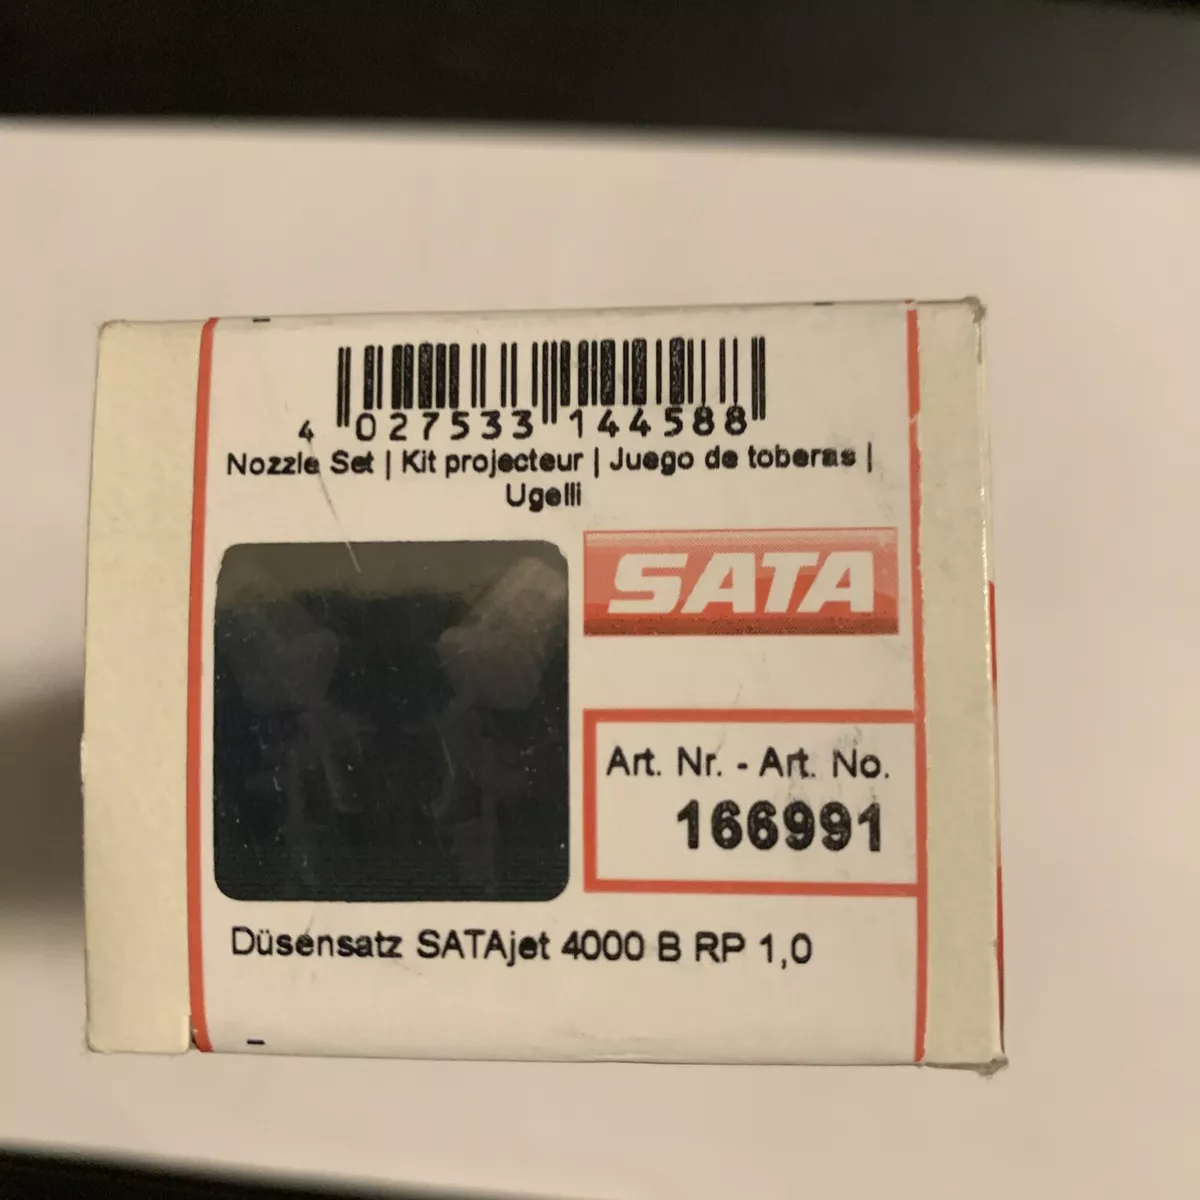 4 027533 144588
Nozzle Set | Kit projecteur | Juego de toberas |
Ugelli
SATA
Art. Nr. - Art. No.
166991
Düsensatz SATAjet 4000 B RP 1,0